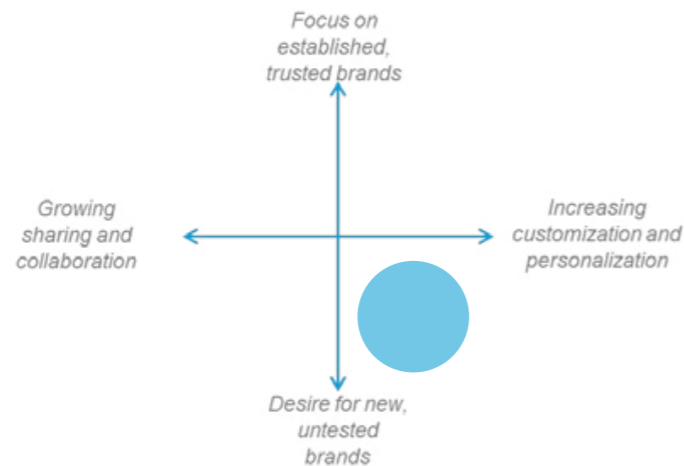 Focus on
established,
trusted brands
Growing
sharing and
collaboration
Increasing
customization and
personalization
Desire for new,
untested
brands